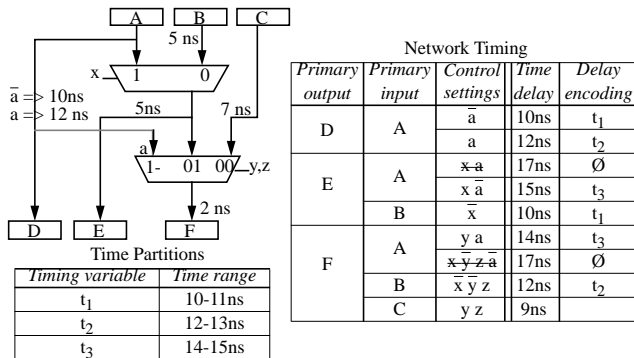 A B C
5 ns
x 1 0
a̅ => 10ns
a => 12 ns
5ns 7 ns
a
1- 01 00 y,z
2 ns
D E F
Time Partitions
Timing variable Time range
t1 10-11ns
t2 12-13ns
t3 14-15ns
Network Timing
Primary output Primary input Control settings Time delay Delay encoding
D A a̅ 10ns t1
a 12ns t2
E A x a 17ns Ø
x a̅ 15ns t3
B x̅ 10ns t1
F A y a 14ns t3
x y̅ z a̅ 17ns Ø
B x̅ y̅ z 12ns t2
C y z 9ns